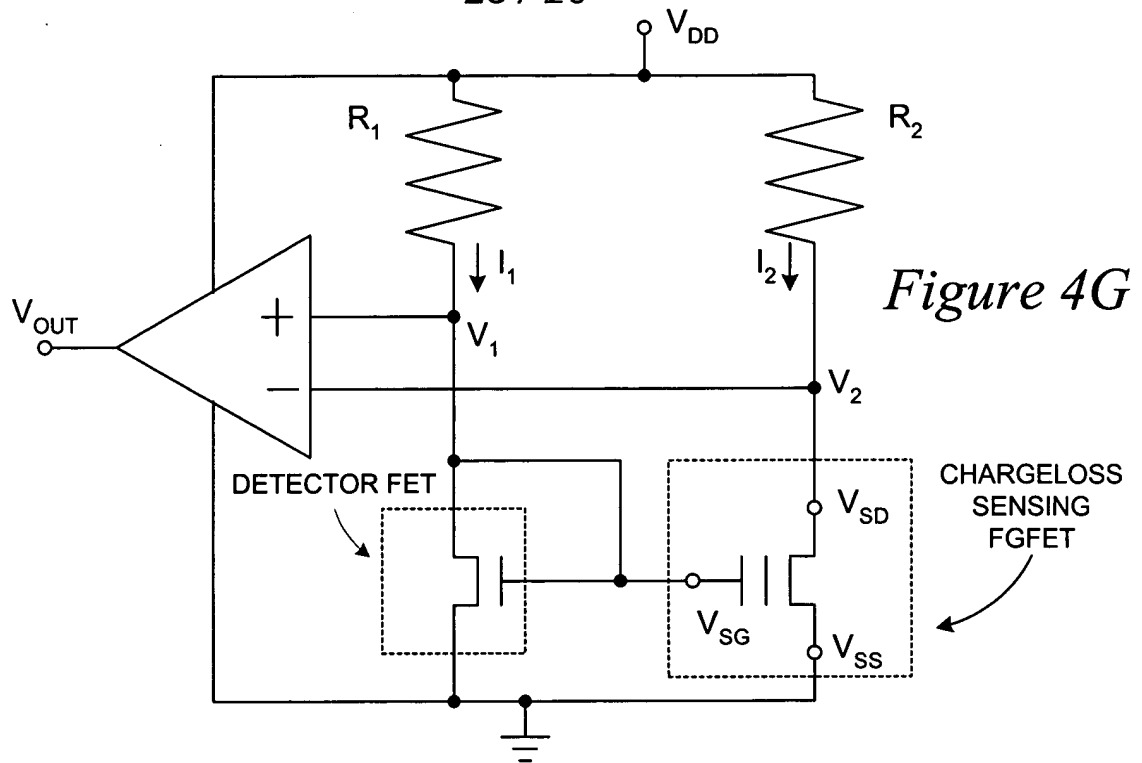 V_DD
R_1
R_2
I_1
I_2
Figure 4G
V_OUT
+
V_1
−
V_2
DETECTOR FET
CHARGELOSS
SENSING
FGFET
V_SD
V_SG
V_SS